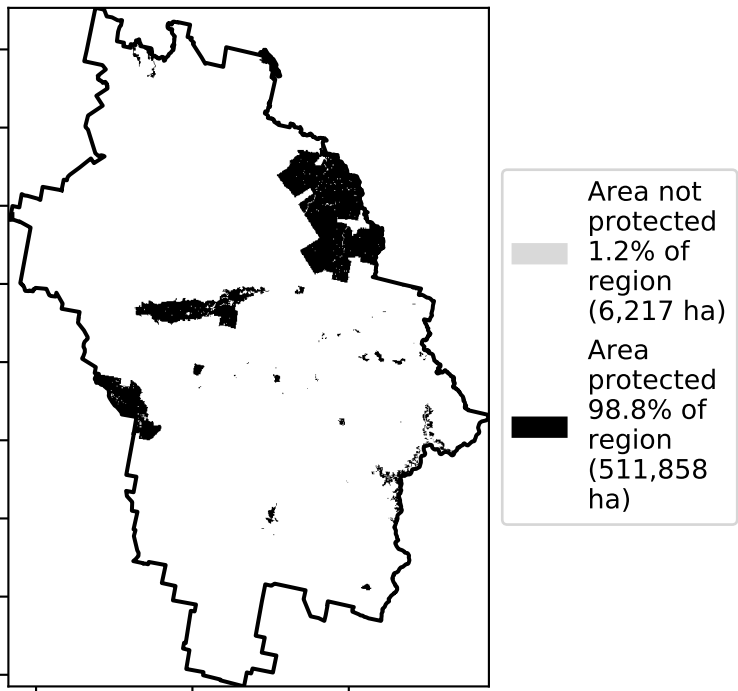 Area not
protected
1.2% of
region
(6,217 ha)
Area
protected
98.8% of
region
(511,858
ha)